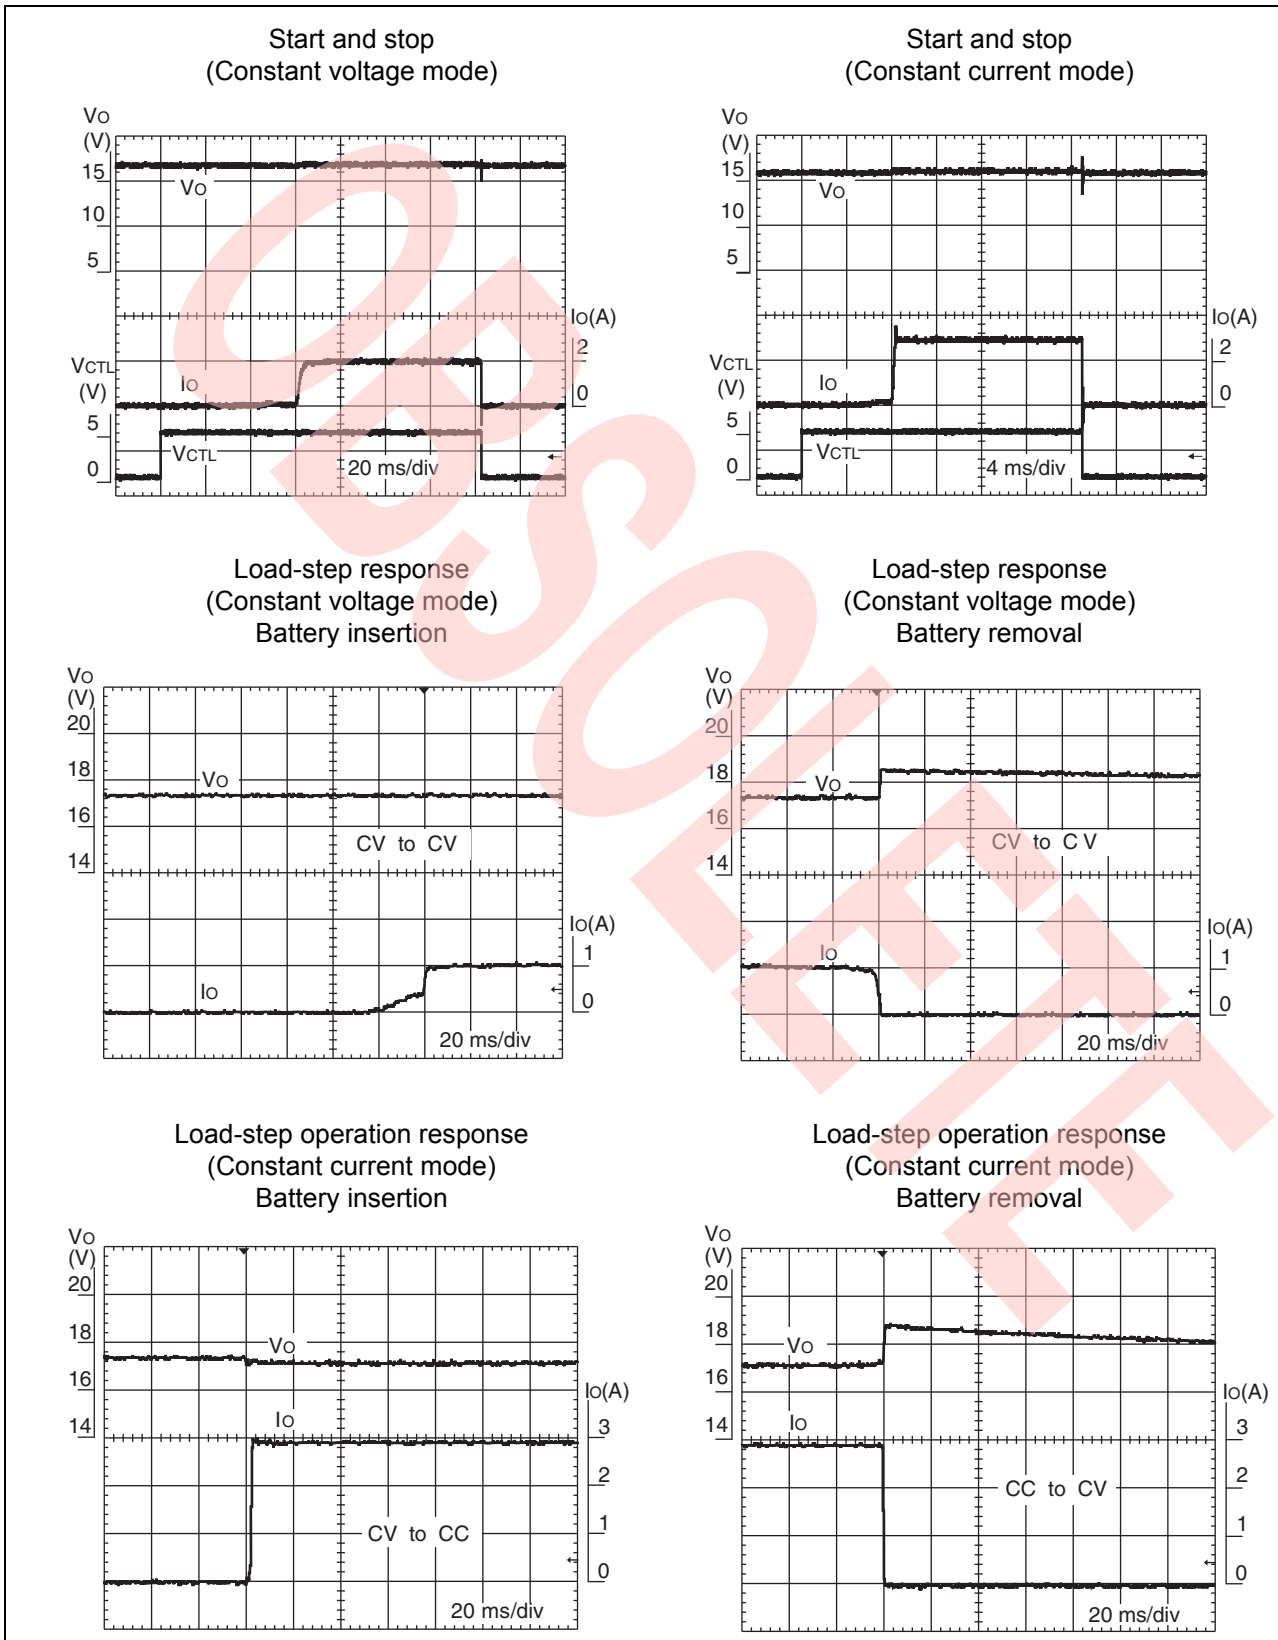 Start and stop
(Constant voltage mode)
VO
(V)
15
10
5
VO
IO(A)
2
0
VCTL
(V)
5
0
IO
VCTL
20 ms/div
Start and stop
(Constant current mode)
VO
(V)
15
10
5
VO
IO(A)
2
0
VCTL
(V)
5
0
IO
VCTL
4 ms/div
Load-step response
(Constant voltage mode)
Battery insertion
VO
(V)
20
18
16
14
VO
CV to CV
IO(A)
1
0
IO
20 ms/div
Load-step response
(Constant voltage mode)
Battery removal
VO
(V)
20
18
16
14
VO
CV to C V
IO(A)
1
0
IO
20 ms/div
Load-step operation response
(Constant current mode)
Battery insertion
VO
(V)
20
18
16
14
VO
IO(A)
3
2
1
0
IO
CV to CC
20 ms/div
Load-step operation response
(Constant current mode)
Battery removal
VO
(V)
20
18
16
14
VO
IO(A)
3
2
1
0
IO
CC to CV
20 ms/div
OBSOLETE